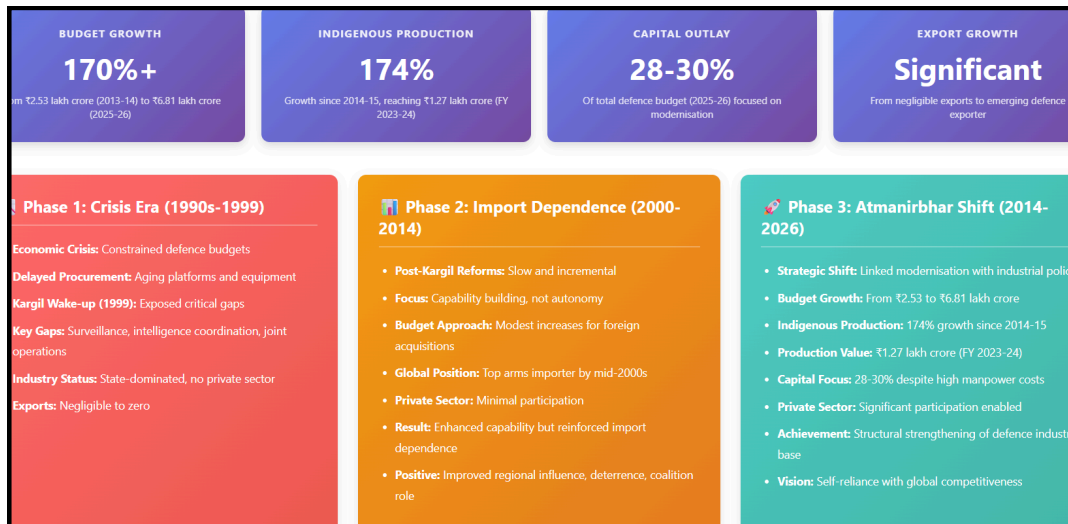 BUDGET GROWTH
170%+
₹2.53 lakh crore (2013-14) to ₹6.81 lakh crore
(2025-26)
INDIGENOUS PRODUCTION
174%
Growth since 2014-15, reaching ₹1.27 lakh crore (FY
2023-24)
CAPITAL OUTLAY
28-30%
Of total defence budget (2025-26) focused on
modernisation
EXPORT GROWTH
Significant
From negligible exports to emerging defence
exporter
Phase 1: Crisis Era (1990s-1999)
Economic Crisis: Constrained defence budgets
Delayed Procurement: Aging platforms and equipment
Kargil Wake-up (1999): Exposed critical gaps
Key Gaps: Surveillance, intelligence coordination, joint
operations
Industry Status: State-dominated, no private sector
Exports: Negligible to zero
📊 Phase 2: Import Dependence (2000-
2014)
• Post-Kargil Reforms: Slow and incremental
• Focus: Capability building, not autonomy
• Budget Approach: Modest increases for foreign
acquisitions
• Global Position: Top arms importer by mid-2000s
• Private Sector: Minimal participation
• Result: Enhanced capability but reinforced import
dependence
• Positive: Improved regional influence, deterrence, coalition
role
🚀 Phase 3: Atmanirbhar Shift (2014-
2026)
• Strategic Shift: Linked modernisation with industrial
• Budget Growth: From ₹2.53 to ₹6.81 lakh crore
• Indigenous Production: 174% growth since 2014-15
• Production Value: ₹1.27 lakh crore (FY 2023-24)
• Capital Focus: 28-30% despite high manpower costs
• Private Sector: Significant participation enabled
• Achievement: Structural strengthening of defence
base
• Vision: Self-reliance with global competitiveness